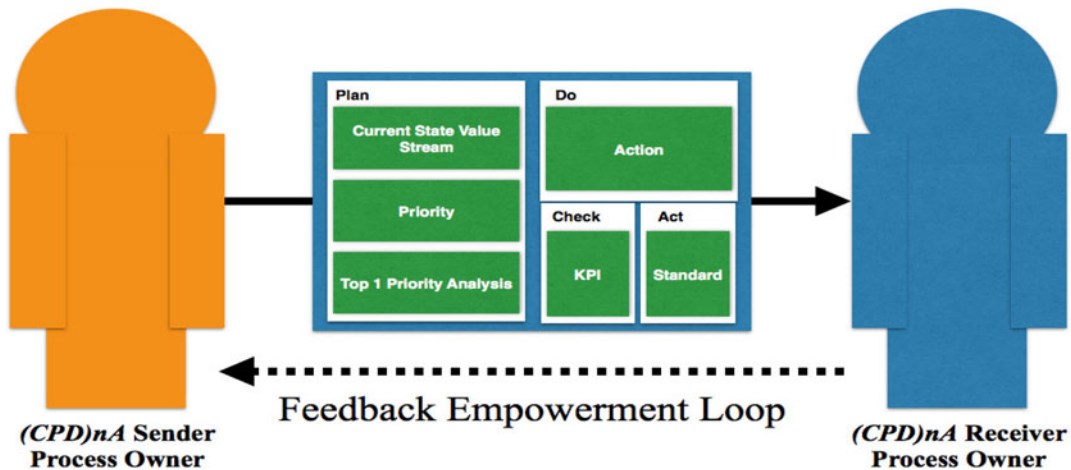 Plan
Current State Value
Stream
Priority
Top 1 Priority Analysis
Do
Action
Check
KPI
Act
Standard
Feedback Empowerment Loop
(CPD)nA Sender
Process Owner
(CPD)nA Receiver
Process Owner